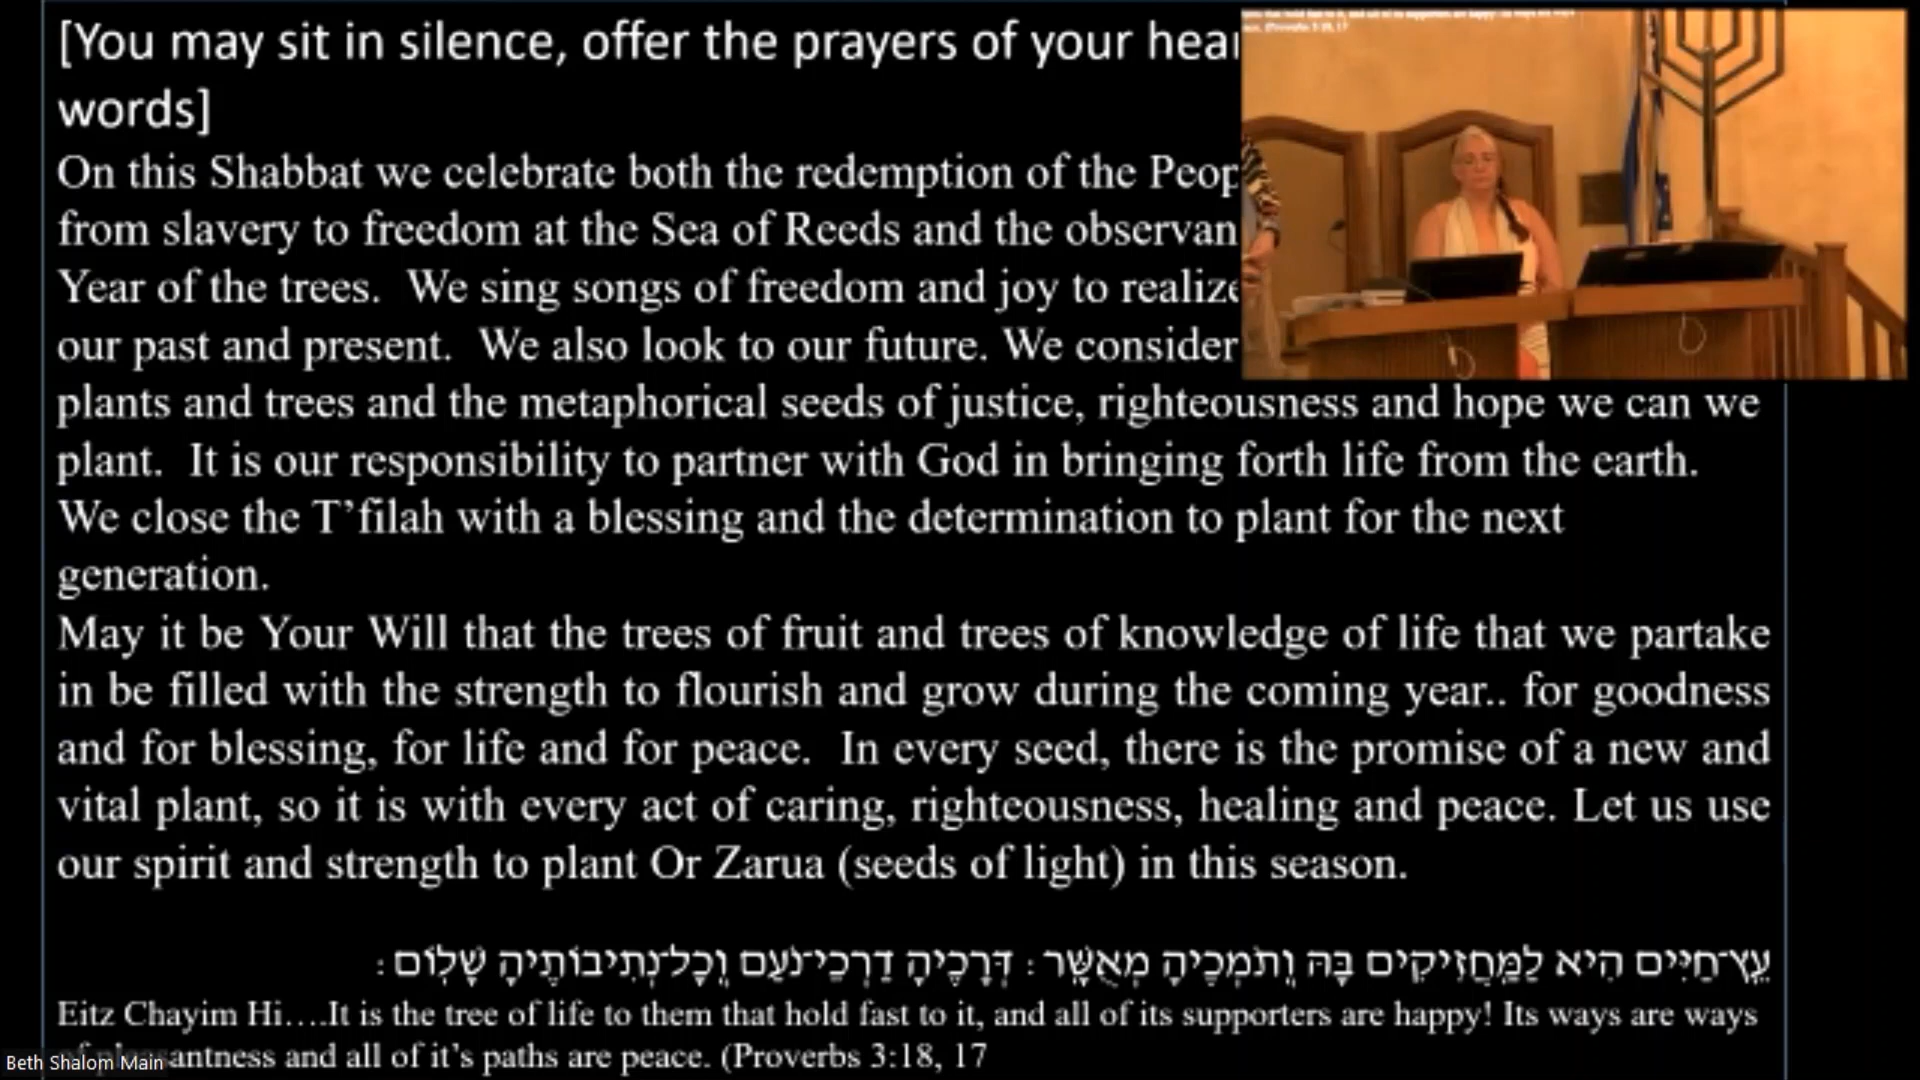 [You may sit in silence, offer the prayers of your
words]
On this Shabbat we celebrate both the redemption of the
from slavery to freedom at the Sea of Reeds and the
Year of the trees. We sing songs of freedom and joy to
our past and present. We also look to our future. We consider
plants and trees and the metaphorical seeds of justice, righteousness and hope we can we
plant. It is our responsibility to partner with God in bringing forth life from the earth.
We close the T’filah with a blessing and the determination to plant for the next
generation.
May it be Your Will that the trees of fruit and trees of knowledge of life that we partake
in be filled with the strength to flourish and grow during the coming year.. for goodness
and for blessing, for life and for peace. In every seed, there is the promise of a new and
vital plant, so it is with every act of caring, righteousness, healing and peace. Let us use
our spirit and strength to plant Or Zarua (seeds of light) in this season.
עֵץ־חַיִּים הִיא לַמַּחֲזִיקִים בָּהּ וְתֹמְכֶיהָ מְאֻשָּׁר : דְּרָכֶיהָ דַרְכֵי־נֹעַם וְכָל־נְתִיבוֹתֶיהָ שָׁלוֹם :
Eitz Chayim Hi….It is the tree of life to them that hold fast to it, and all of its supporters are happy! Its ways are ways
and all of it’s paths are peace. (Proverbs 3:18, 17
Beth Shalom Main